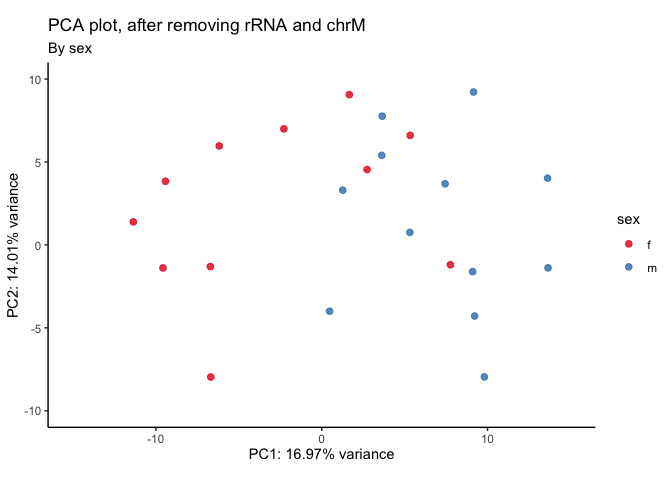 PCA plot, after removing rRNA and chrM
By sex
10
5
0
-5
-10
PC2: 14.01% variance
-10
0
10
PC1: 16.97% variance
sex
f
m